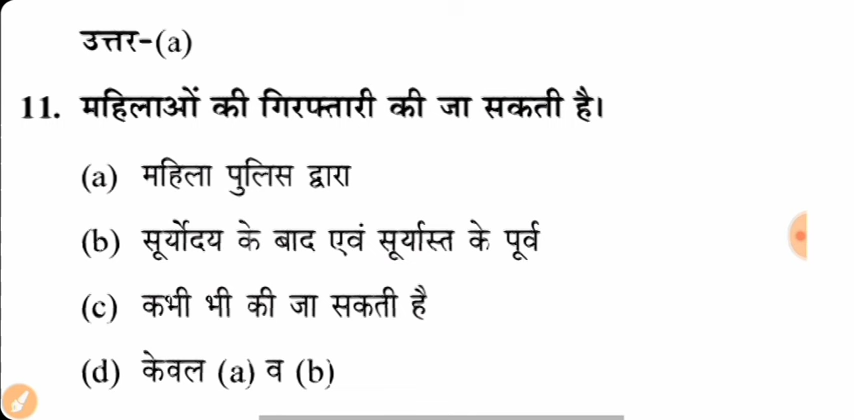 उत्तर-(a)
11. महिलाओं की गिरफ्तारी की जा सकती है।
(a) महिला पुलिस द्वारा
(b) सूर्योदय के बाद एवं सूर्यास्त के पूर्व
(c) कभी भी की जा सकती है
(d) केवल (a) व (b)